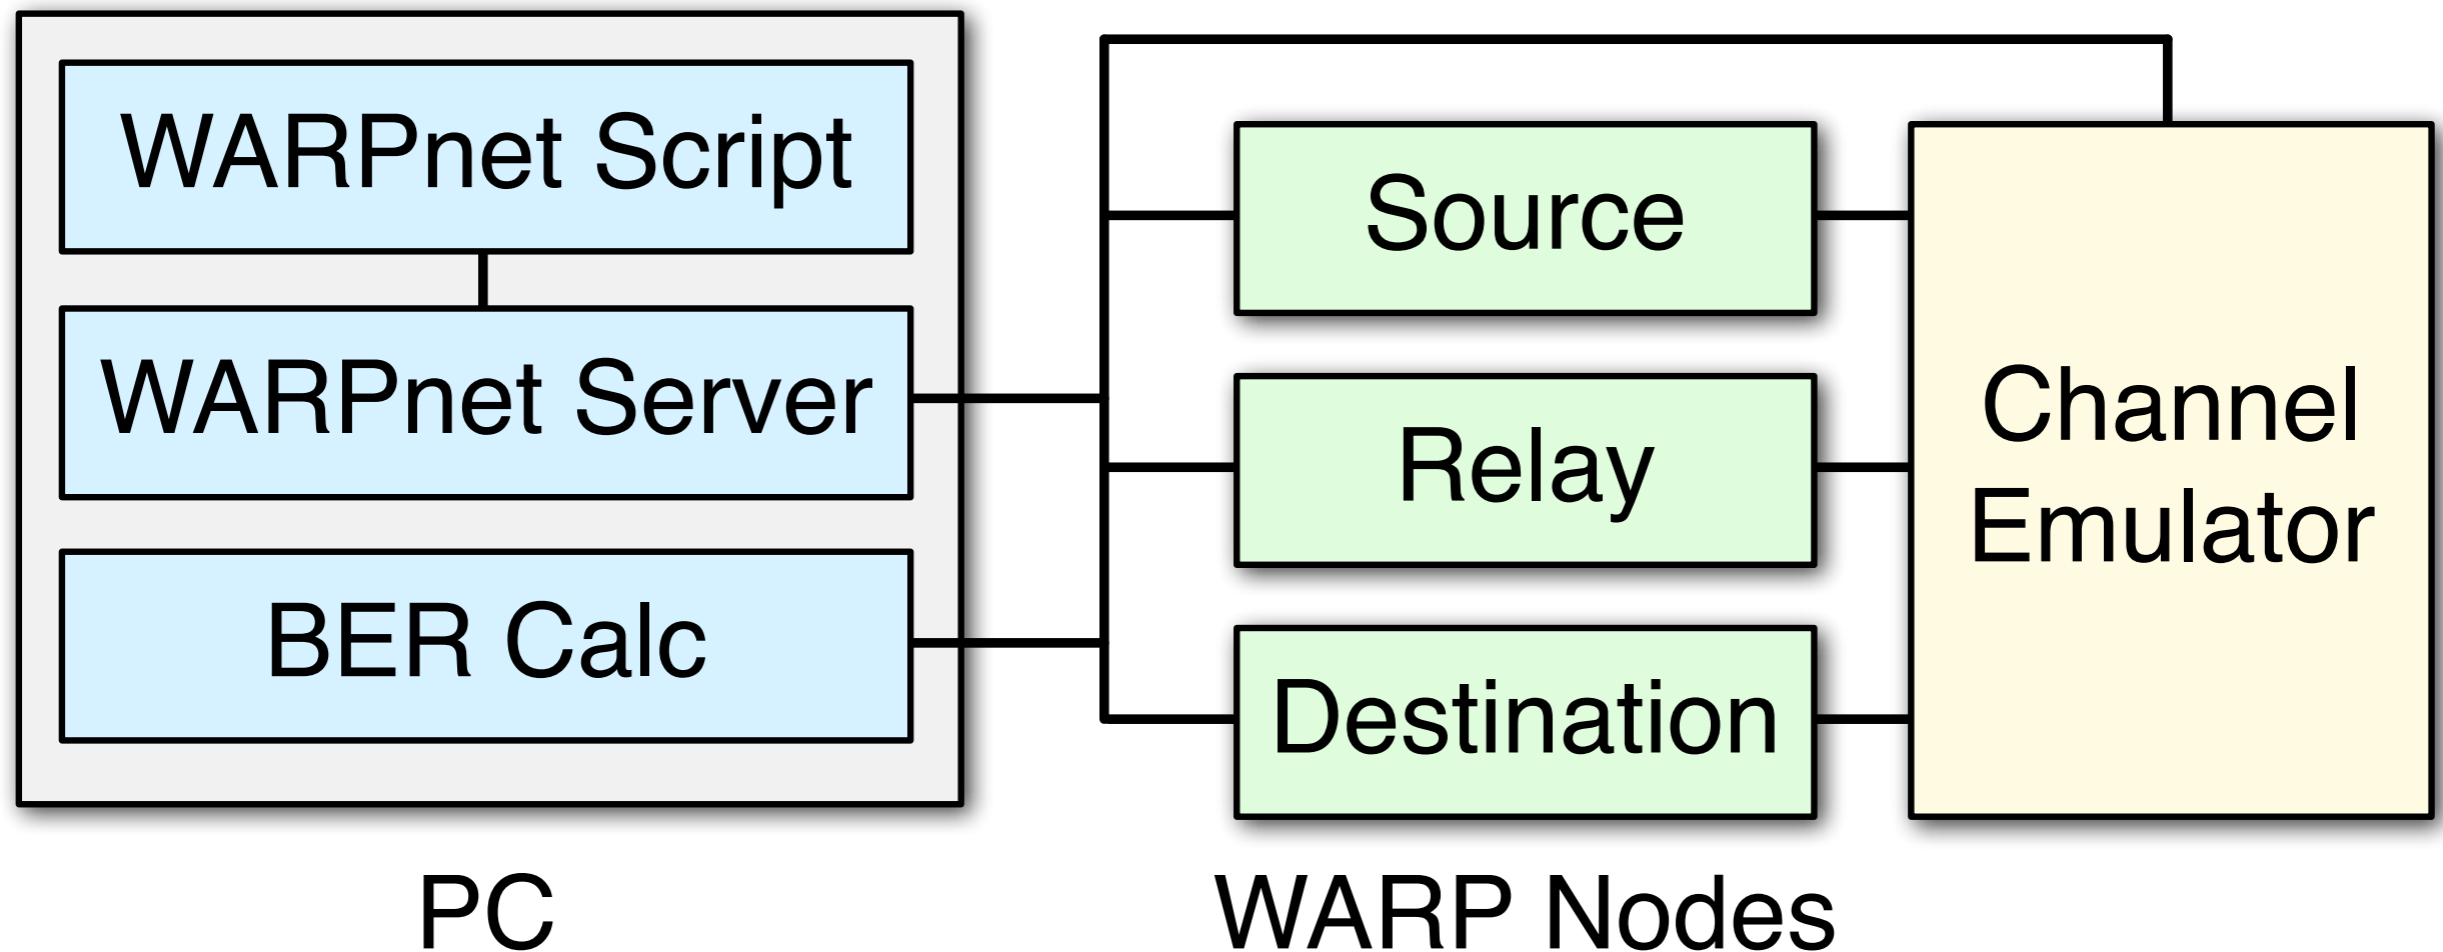 WARPnet Script
WARPnet Server
BER Calc
PC
Source
Relay
Destination
WARP Nodes
Channel
Emulator